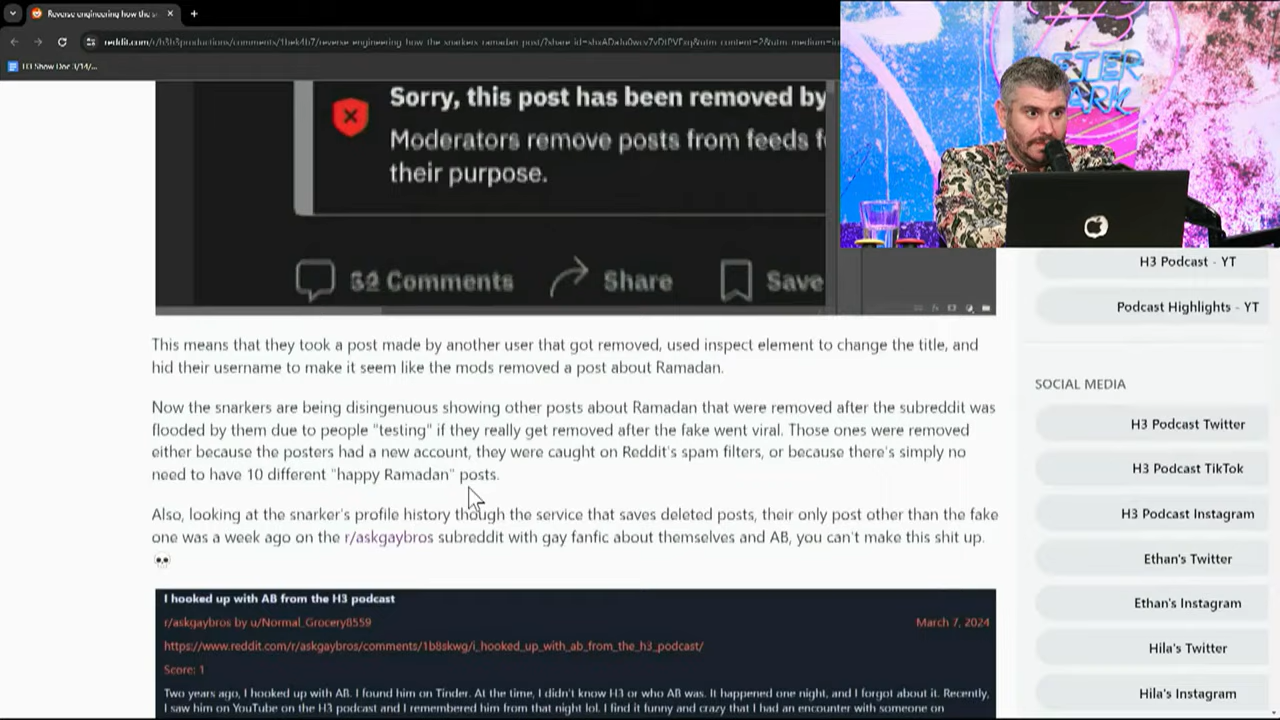 Reverse engineering how the s
Sorry, this post has been removed by
Moderators remove posts from feeds f
their purpose.
52 Comments
Share
Save
H3 Podcast - YT
Podcast Highlights - YT
This means that they took a post made by another user that got removed, used inspect element to change the title, and
hid their username to make it seem like the mods removed a post about Ramadan.
SOCIAL MEDIA
Now the snarkers are being disingenuous showing other posts about Ramadan that were removed after the subreddit was
flooded by them due to people "testing" if they really get removed after the fake went viral. Those ones were removed
either because the posters had a new account, they were caught on Reddit's spam filters, or because there's simply no
need to have 10 different "happy Ramadan" posts.
H3 Podcast Twitter
H3 Podcast TikTok
Also, looking at the snarker's profile history though the service that saves deleted posts, their only post other than the fake
one was a week ago on the r/askgaybros subreddit with gay fanfic about themselves and AB, you can't make this shit up.
H3 Podcast Instagram
Ethan's Twitter
Ethan's Instagram
Hila's Twitter
Hila's Instagram
I hooked up with AB from the H3 podcast
r/askgaybros by u/Normal_Grocery8559
March 7, 2024
https://www.reddit.com/r/askgaybros/comments/1b8skwg/i_hooked_up_with_ab_from_the_h3_podcast/
Score: 1
Two years ago, I hooked up with AB. I found him on Tinder. At the time, I didn't know H3 or who AB was. It happened one night, and I forgot about it. Recently,
I saw him on YouTube on the H3 podcast and I remembered him from that night lol. I find it funny and crazy that I had an encounter with someone on